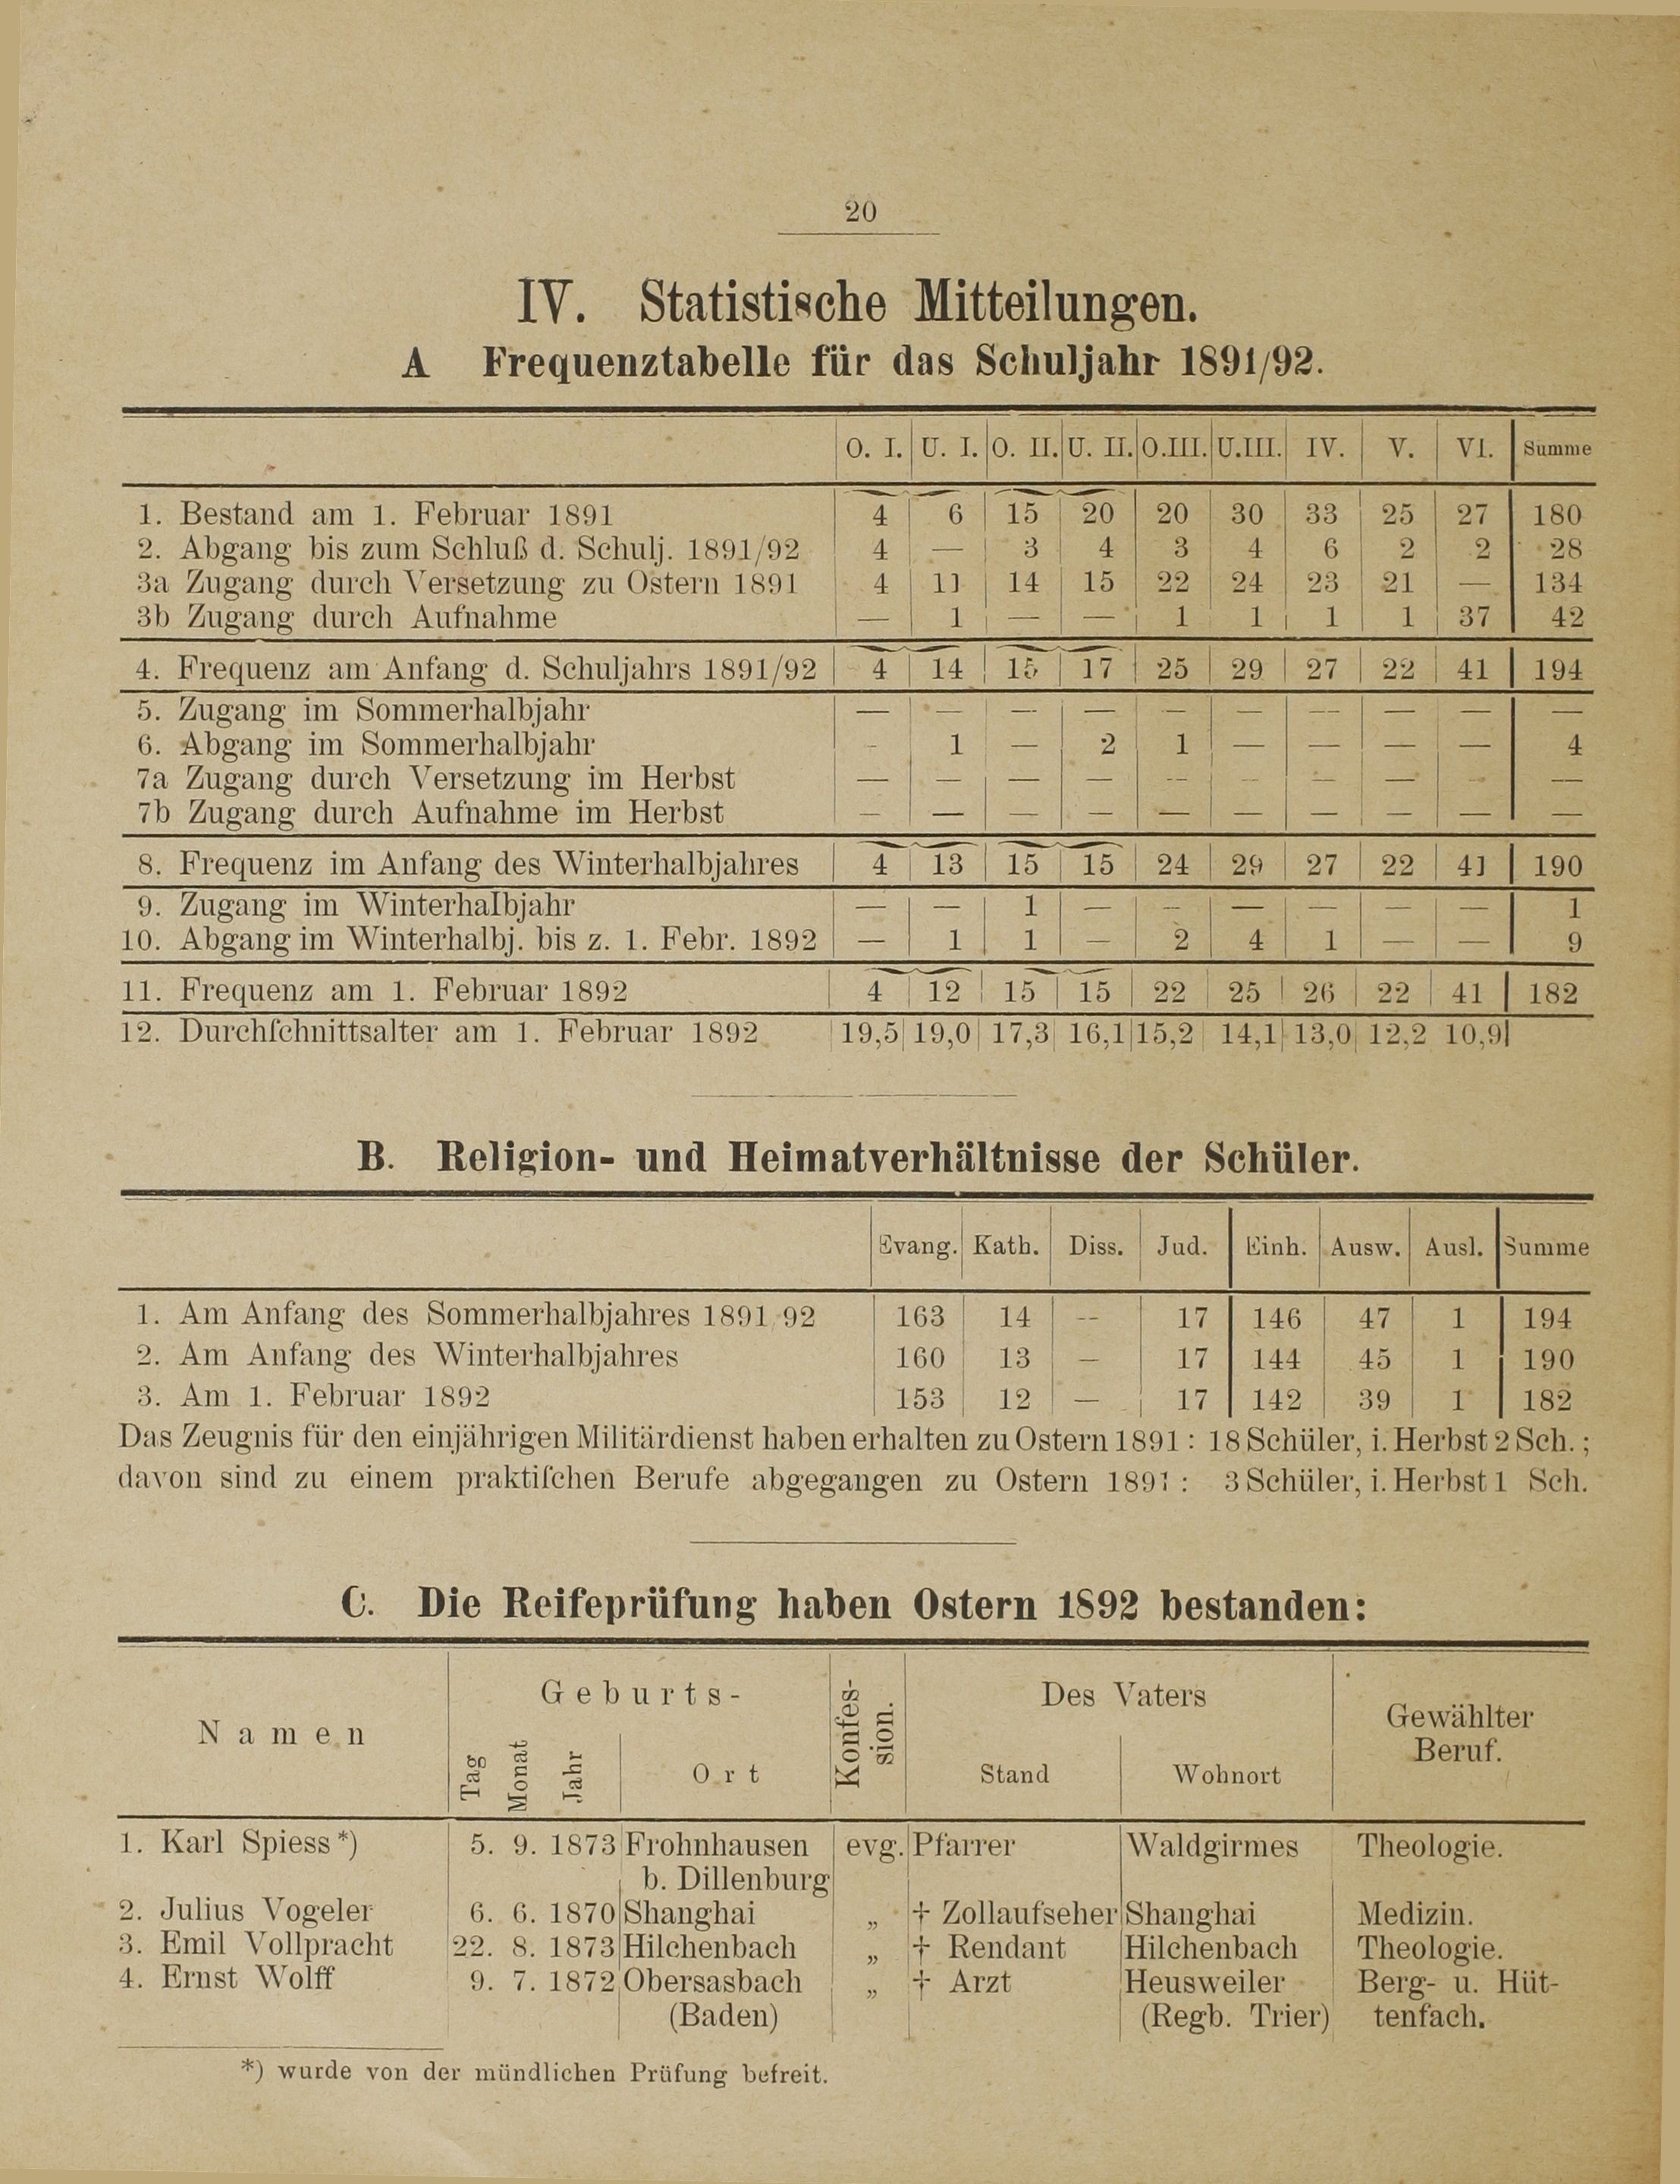 20
IV. Statistische Mitteilungen.
A Frequenztabelle für das Schuljahr 1891/92.
O. I. U. I. O. II. U. II. O.III. U.III. IV. V. VI. Summe
1. Bestand am 1. Februar 1891 4 6 15 20 20 30 33 25 27 180
2. Abgang bis zum Schluß d. Schulj. 1891/92 4 — 3 4 3 4 6 2 2 28
3a Zugang durch Versetzung zu Ostern 1891 4 11 14 15 22 24 23 21 — 134
3b Zugang durch Aufnahme — 1 — — 1 1 1 1 37 42
4. Frequenz am Anfang d. Schuljahrs 1891/92 4 14 15 17 25 29 27 22 41 194
5. Zugang im Sommerhalbjahr — — — — — — — — — —
6. Abgang im Sommerhalbjahr - 1 — 2 1 — — — — 4
7a Zugang durch Versetzung im Herbst — — — — — — — — — —
7b Zugang durch Aufnahme im Herbst — — — — — — — — — —
8. Frequenz im Anfang des Winterhalbjahres 4 13 15 15 24 29 27 22 41 190
9. Zugang im Winterhalbjahr — — 1 — — — — — — 1
10. Abgang im Winterhalbj. bis z. 1. Febr. 1892 — 1 1 — 2 4 1 — — 9
11. Frequenz am 1. Februar 1892 4 12 15 15 22 25 26 22 41 182
12. Durchſchnittsalter am 1. Februar 1892 19,5 19,0 17,3 16,1 15,2 14,1 13,0 12,2 10,9
B. Religion- und Heimatverhältnisse der Schüler.
Evang. Kath. Diss. Jud. Einh. Ausw. Ausl. Summe
1. Am Anfang des Sommerhalbjahres 1891 92 163 14 -- 17 146 47 1 194
2. Am Anfang des Winterhalbjahres 160 13 — 17 144 45 1 190
3. Am 1. Februar 1892 153 12 — 17 142 39 1 182
Das Zeugnis für den einjährigen Militärdienst haben erhalten zu Ostern 1891 : 18 Schüler, i. Herbst 2 Sch. ;
davon sind zu einem praktiſchen Berufe abgegangen zu Ostern 1891 : 3 Schüler, i. Herbst 1 Sch.
C. Die Reifeprüfung haben Ostern 1892 bestanden:
Namen Geburts- Konfes-sion. Des Vaters Gewählter
Beruf.
Tag Monat Jahr Ort Stand Wohnort
1. Karl Spiess *) 5. 9. 1873 Frohnhausen evg. Pfarrer Waldgirmes Theologie.
b. Dillenburg
2. Julius Vogeler 6. 6. 1870 Shanghai „ † Zollaufseher Shanghai Medizin.
3. Emil Vollpracht 22. 8. 1873 Hilchenbach „ † Rendant Hilchenbach Theologie.
4. Ernst Wolff 9. 7. 1872 Obersasbach „ † Arzt Heusweiler Berg- u. Hüt-
(Baden) (Regb. Trier) tenfach.
*) wurde von der mündlichen Prüfung befreit.